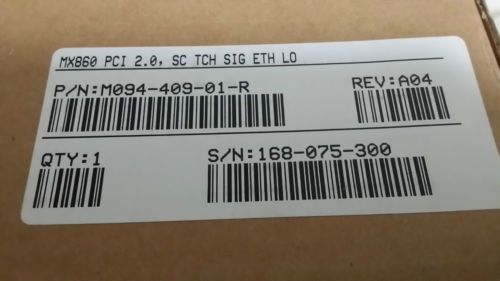 MX860 PCI 2.0, SC TCH SIG ETH LO
P/N:M094-409-01-R REV:A04
QTY:1 S/N:168-075-300